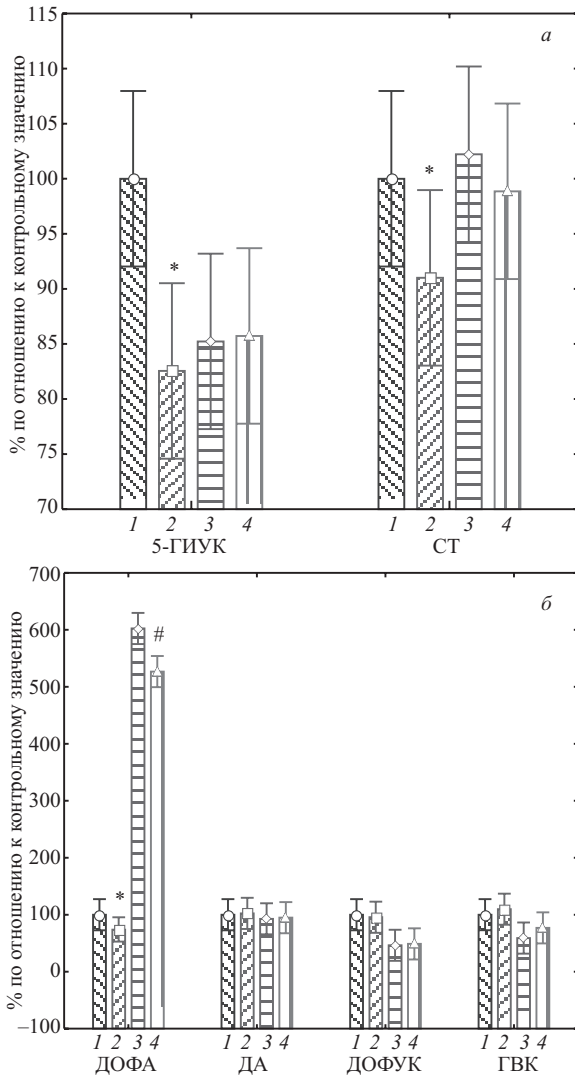 115
а
110
105
100
95
90
85
80
75
70
% по отношению к контрольному значению
*
*
1 2 3 4 1 2 3 4
5-ГИУК СТ
700
б
600
500
400
300
200
100
0
–100
% по отношению к контрольному значению
#
*
1 2 3 4 1 2 3 4 1 2 3 4 1 2 3 4
ДОФА ДА ДОФУК ГВК